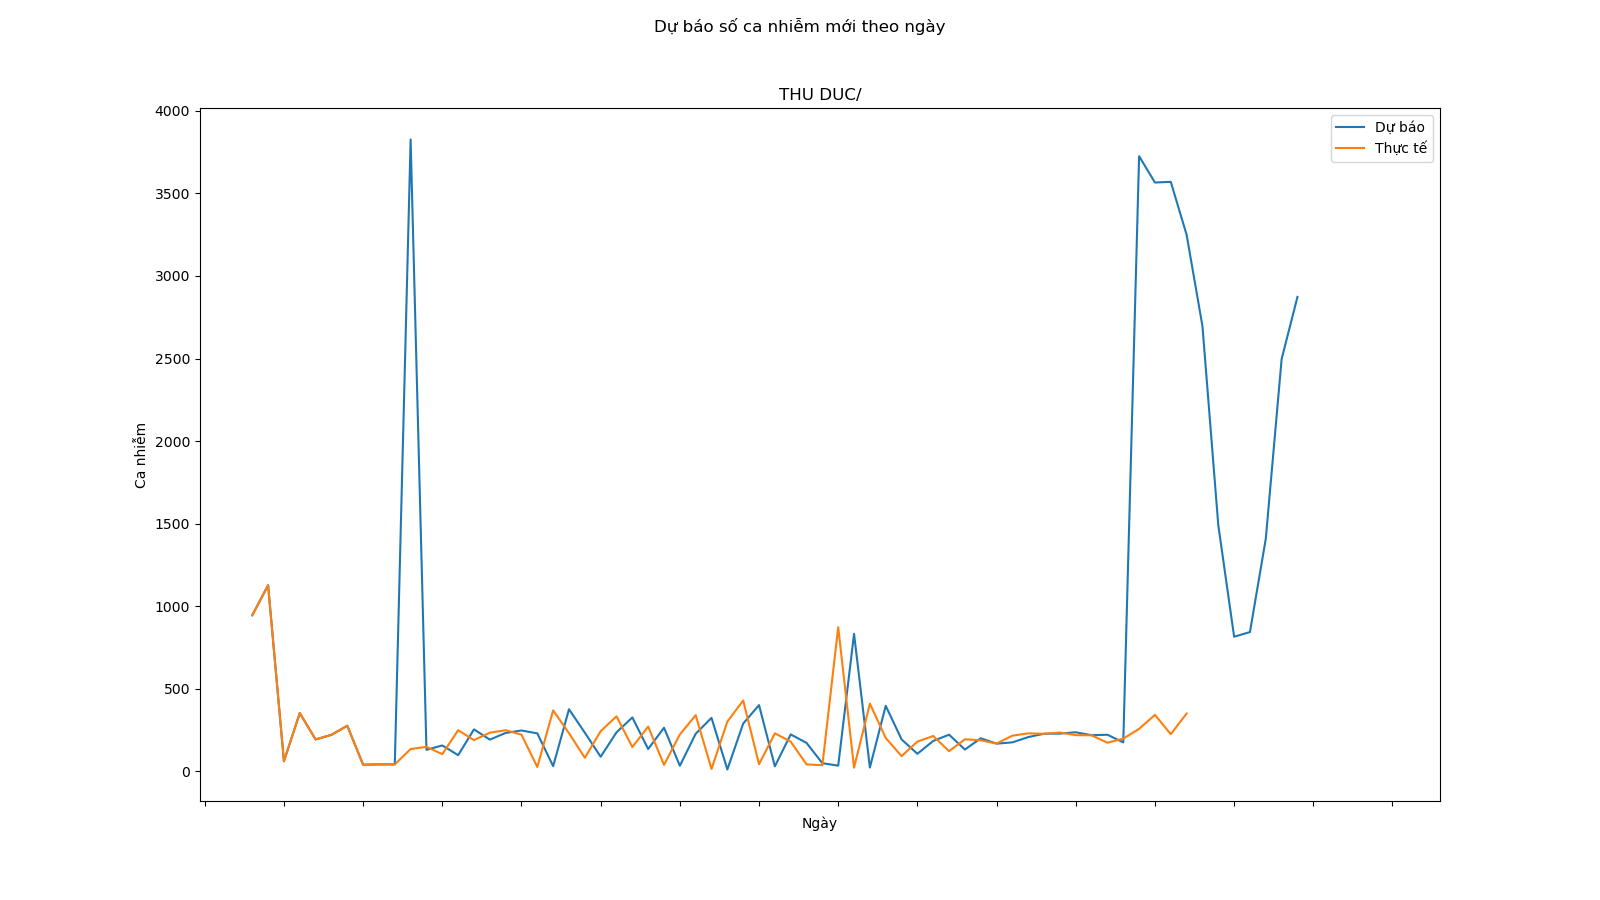 Dự báo số ca nhiễm mới theo ngày
THU DUC/
4000
3500
3000
2500
2000
1500
1000
500
0
Ca nhiễm
Ngày
Dự báo
Thực tế